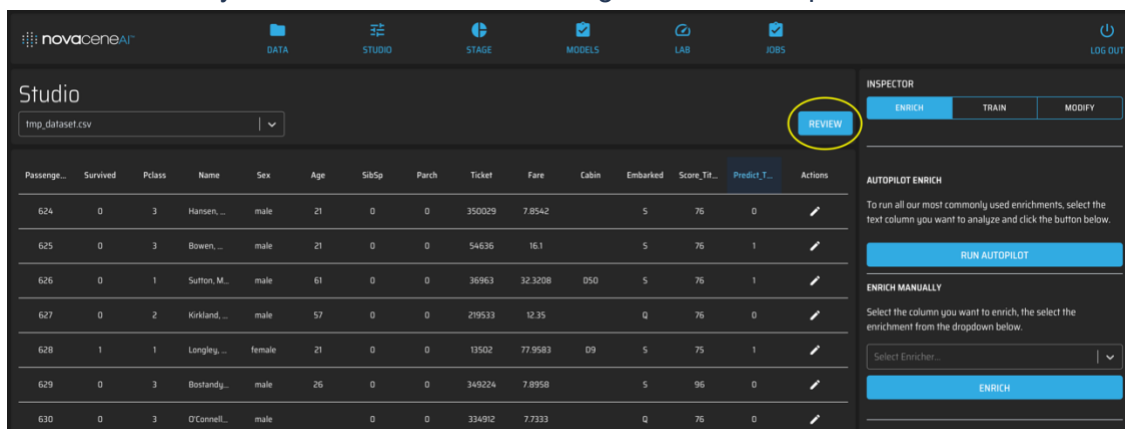 novaceneAI™
DATA
STUDIO
STAGE
MODELS
LAB
JOBS
LOG OUT
Studio
tmp_dataset.csv
REVIEW
Passenge... Survived Pclass Name Sex Age SibSp Parch Ticket Fare Cabin Embarked Score_Tit... Predict_T... Actions
624 0 3 Hansen, ... male 21 0 0 350029 7.8542 S 76 0
625 0 3 Bowen, ... male 21 0 0 54636 16.1 S 76 1
626 0 1 Sutton, M... male 61 0 0 36963 32.3208 D50 S 76 1
627 0 2 Kirkland, ... male 57 0 0 219533 12.35 Q 76 0
628 1 1 Longley, ... female 21 0 0 13502 77.9583 D9 S 75 1
629 0 3 Bostandy... male 26 0 0 349224 7.8958 S 96 0
630 0 3 O'Connell... male 0 0 334912 7.7333 Q 76 0
INSPECTOR
ENRICH TRAIN MODIFY
AUTOPILOT ENRICH
To run all our most commonly used enrichments, select the
text column you want to analyze and click the button below.
RUN AUTOPILOT
ENRICH MANUALLY
Select the column you want to enrich, the select the
enrichment from the dropdown below.
Select Enricher...
ENRICH